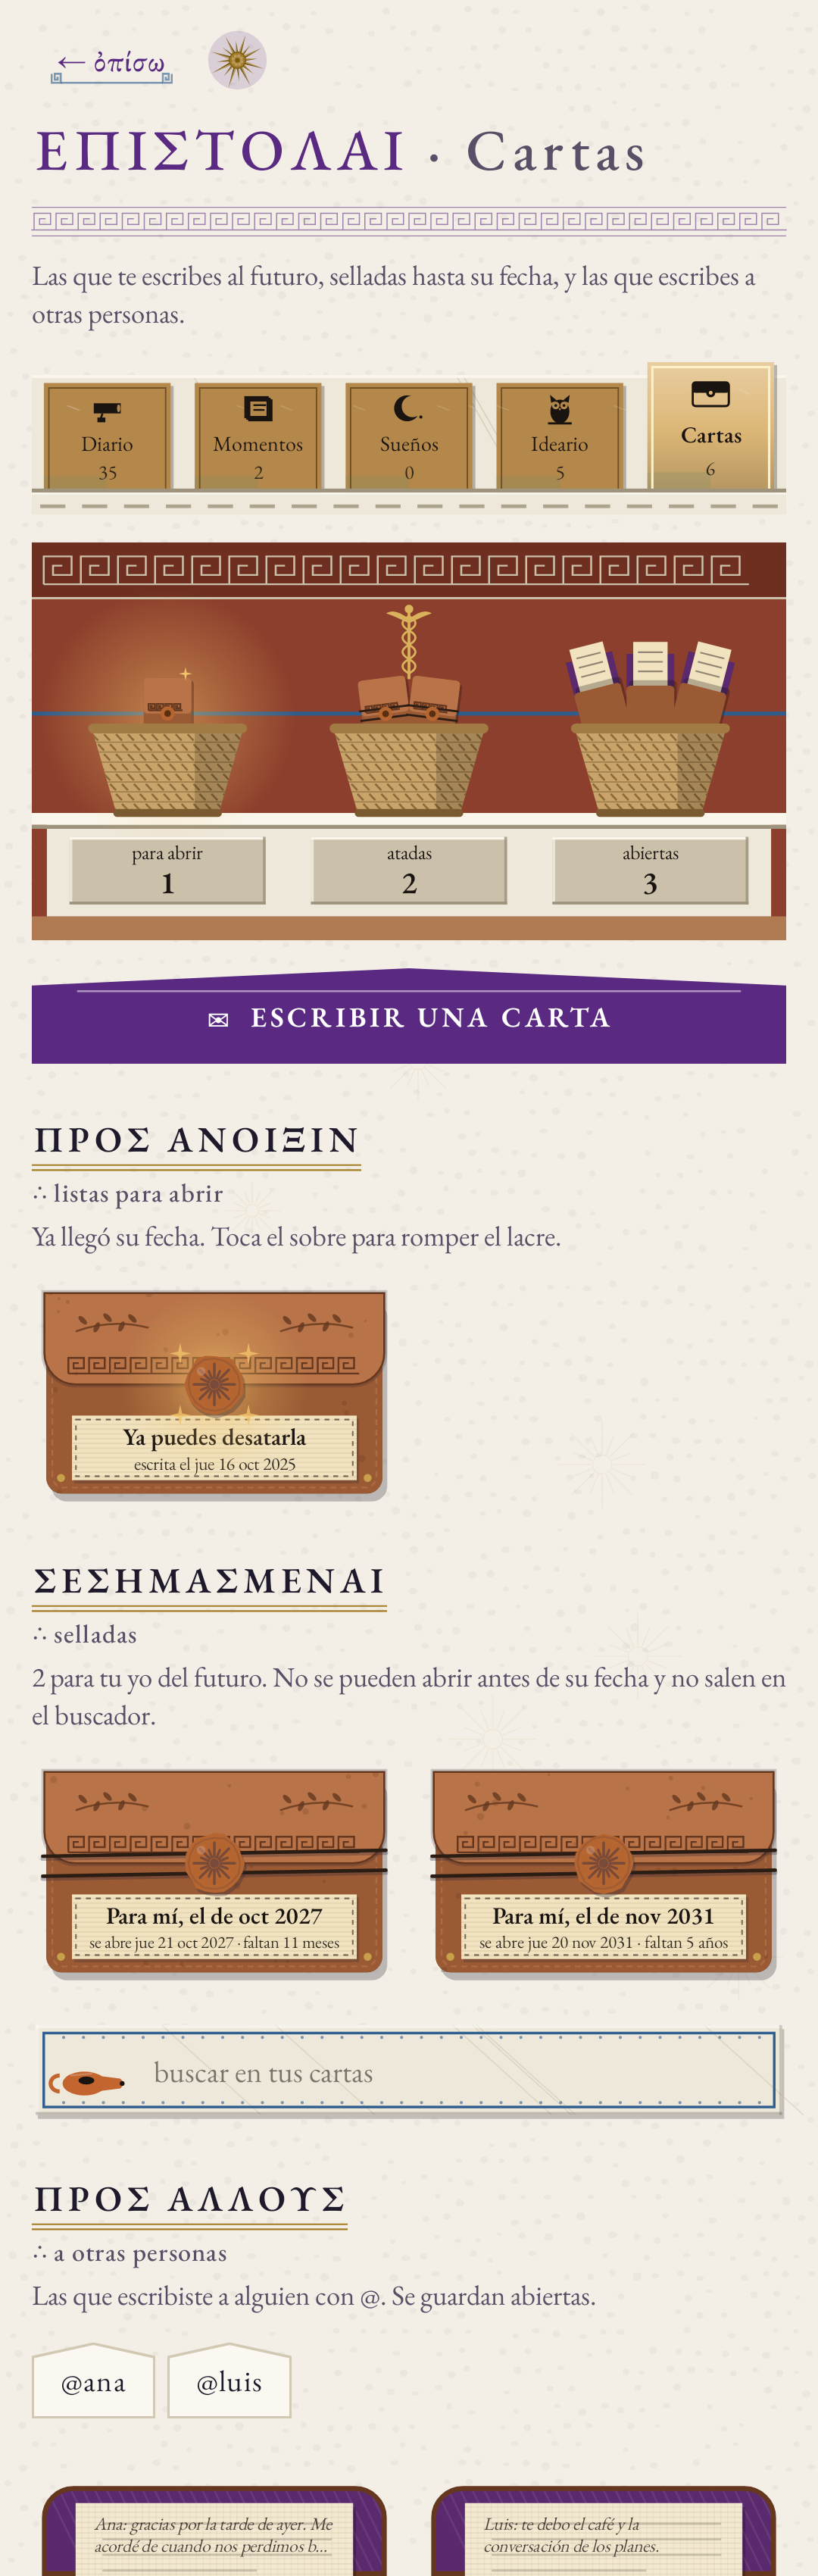 ← ὀπίσω
ΕΠΙΣΤΟΛΑΙ · Cartas
Las que te escribes al futuro, selladas hasta su fecha, y las que escribes a
otras personas.
Diario
35
Momentos
2
Sueños
0
Ideario
5
Cartas
6
para abrir
1
atadas
2
abiertas
3
✉ ESCRIBIR UNA CARTA
ΠΡΟΣ ΑΝΟΙΞΙΝ
∴ listas para abrir
Ya llegó su fecha. Toca el sobre para romper el lacre.
Ya puedes desatarla
escrita el jue 16 oct 2025
ΣΕΣΗΜΑΣΜΕΝΑΙ
∴ selladas
2 para tu yo del futuro. No se pueden abrir antes de su fecha y no salen en
el buscador.
Para mí, el de oct 2027
se abre jue 21 oct 2027 · faltan 11 meses
Para mí, el de nov 2031
se abre jue 20 nov 2031 · faltan 5 años
buscar en tus cartas
ΠΡΟΣ ΑΛΛΟΥΣ
∴ a otras personas
Las que escribiste a alguien con @. Se guardan abiertas.
@ana
@luis
Ana: gracias por la tarde de ayer. Me
acordé de cuando nos perdimos b...
Luis: te debo el café y la
conversación de los planes.